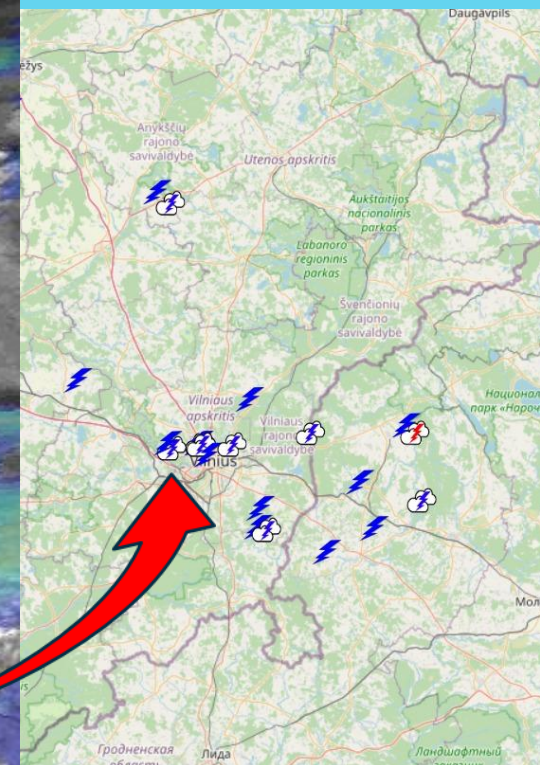 Daugavpils
ėžys
Anykščių
rajono
savivaldybė
Utenos apskritis
Aukštaitijos
nacionalinis
parkas
Labanoro
regioninis
parkas
Švenčionių
rajono
savivaldybė
Национал
парк «Нароч
Vilniaus
apskritis
Vilniaus
rajono
savivaldybė
Vilnius
Мол
Гродненская
область
Лида
Ландшафтный